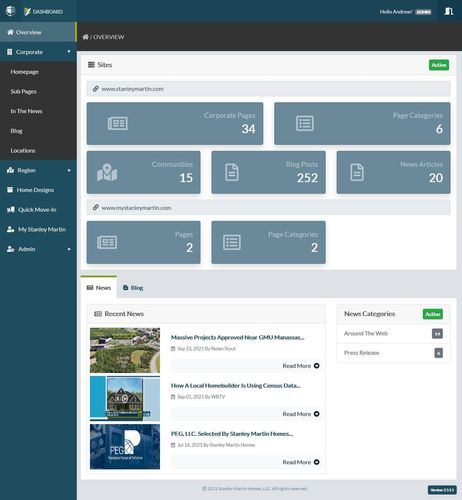 DASHBOARD
Hello Andrew! ADMIN
Overview
/ OVERVIEW
Corporate
Homepage
Sub Pages
In The News
Blog
Locations
Region
Home Designs
Quick Move-In
My Stanley Martin
Admin
Sites
Active
www.stanleymartin.com
Corporate Pages
34
Page Categories
6
Communities
15
Blog Posts
252
News Articles
20
www.mystanleymartin.com
Pages
2
Page Categories
2
News
Blog
Recent News
Massive Projects Approved Near GMU Manassas...
Sep 23, 2021 By Nolan Stout
Read More
How A Local Homebuilder Is Using Census Data...
Sep 01, 2021 By WRTV
Read More
PEG
PEG, LLC. Selected By Stanley Martin Homes...
Jul 16, 2021 By Stanley Martin Homes
Read More
News Categories
Active
Around The Web
14
Press Release
6
© 2021 Stanley Martin Homes, LLC. All rights reserved.